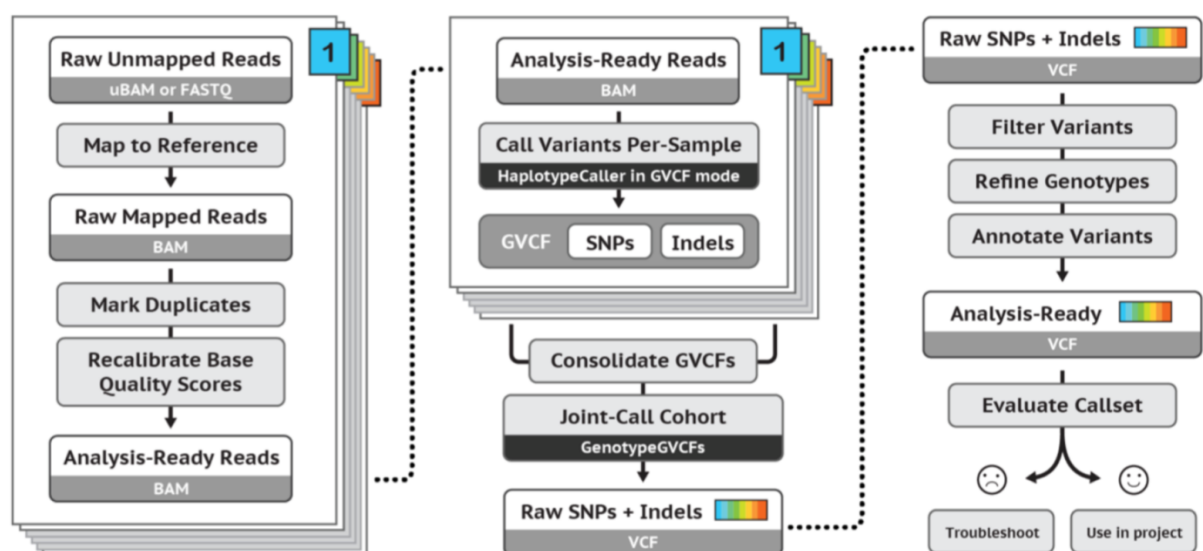 1
Raw Unmapped Reads
uBAM or FASTQ
Map to Reference
Raw Mapped Reads
BAM
Mark Duplicates
Recalibrate Base
Quality Scores
Analysis-Ready Reads
BAM
1
Analysis-Ready Reads
BAM
Call Variants Per-Sample
HaplotypeCaller in GVCF mode
GVCF SNPs Indels
Consolidate GVCFs
Joint-Call Cohort
GenotypeGVCFs
Raw SNPs + Indels
VCF
Raw SNPs + Indels
VCF
Filter Variants
Refine Genotypes
Annotate Variants
Analysis-Ready
VCF
Evaluate Callset
Troubleshoot
Use in project